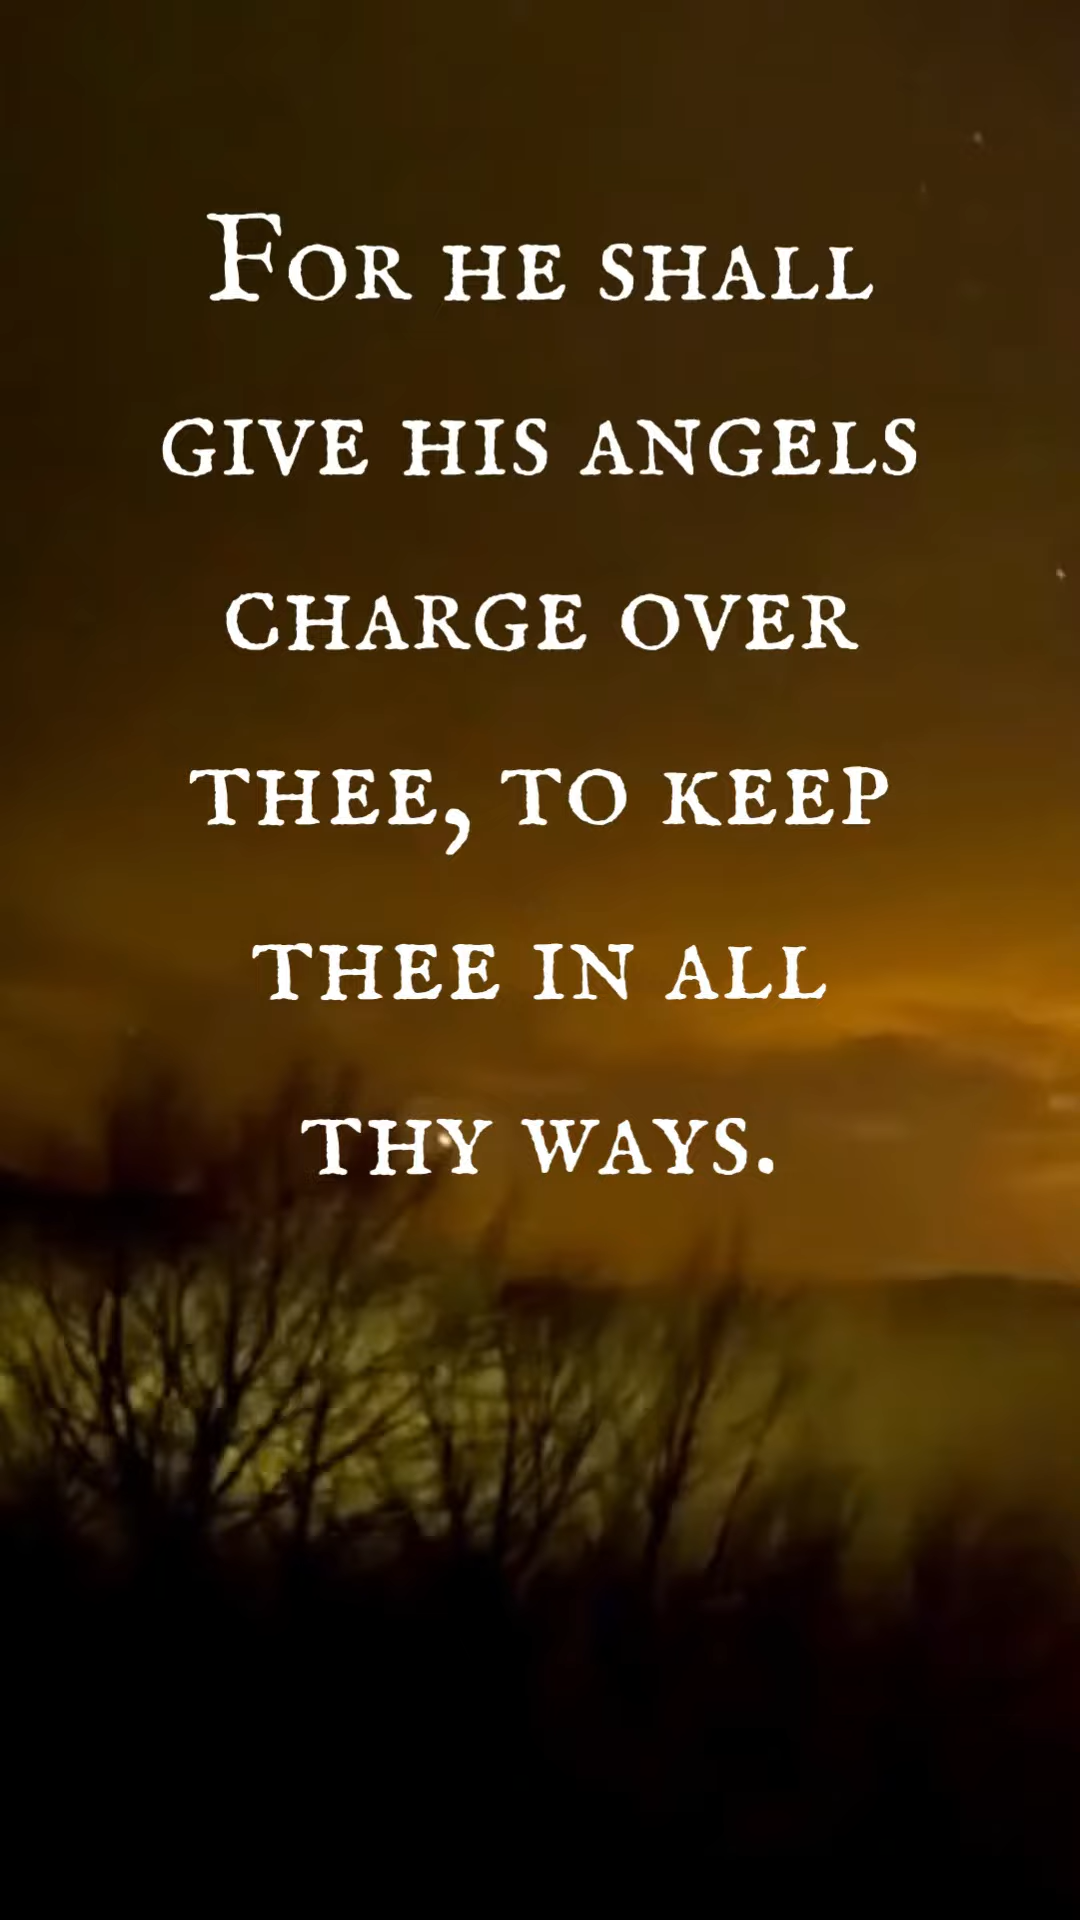 For he shall
give his angels
charge over
thee, to keep
thee in all
thy ways.